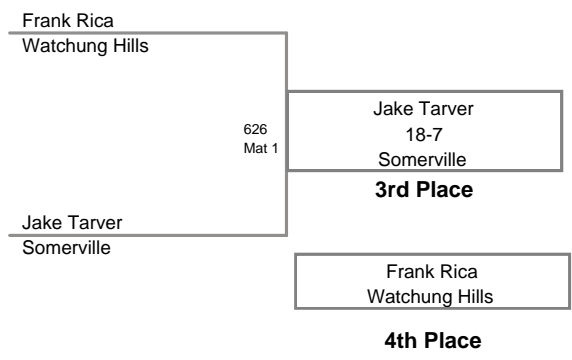 Frank Rica
Watchung Hills
626
Mat 1
Jake Tarver
18-7
Somerville
3rd Place
Jake Tarver
Somerville
Frank Rica
Watchung Hills
4th Place